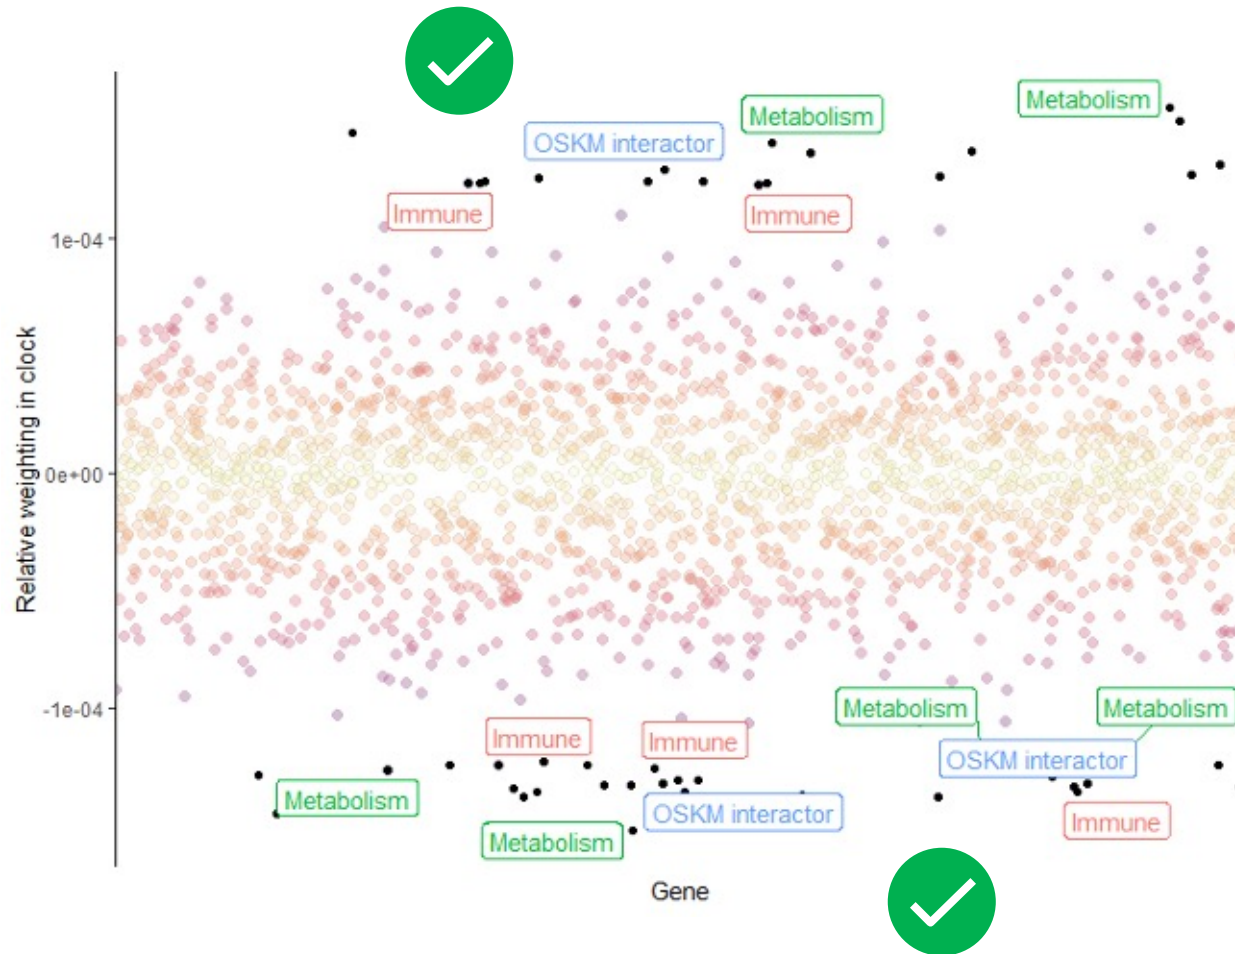 Metabolism
Metabolism
OSKM interactor
Immune
Immune
1e-04
Relative weighting in clock
0e+00
-1e-04
Metabolism
Metabolism
Immune
Immune
OSKM interactor
Metabolism
OSKM interactor
Immune
Metabolism
Gene